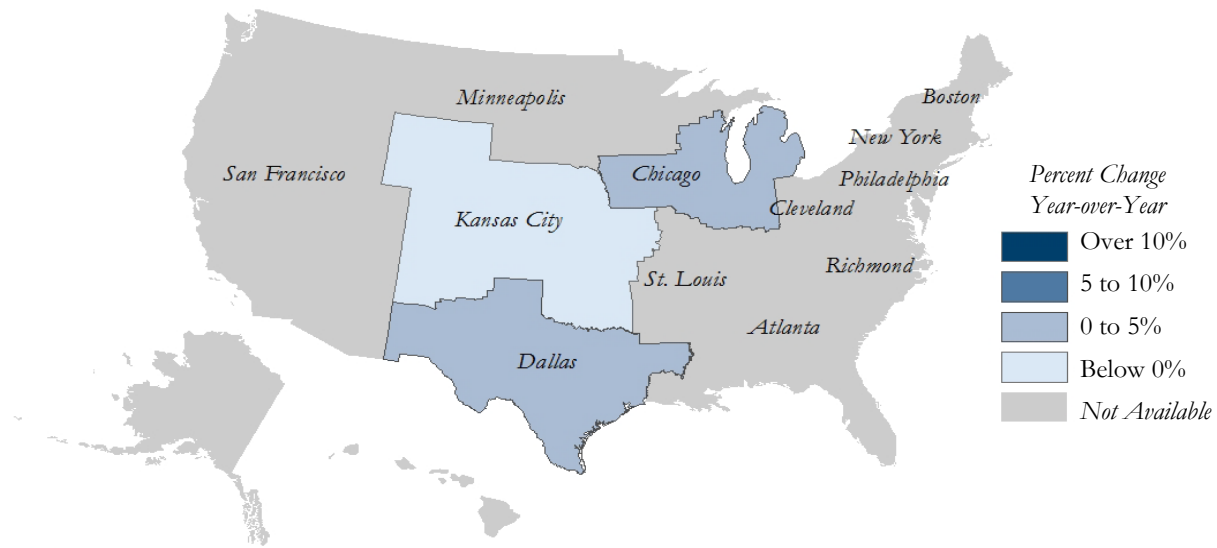 Minneapolis
Boston
New York
San Francisco
Chicago
Philadelphia
Cleveland
Kansas City
St. Louis
Richmond
Atlanta
Dallas
Percent Change
Year-over-Year
Over 10%
5 to 10%
0 to 5%
Below 0%
Not Available